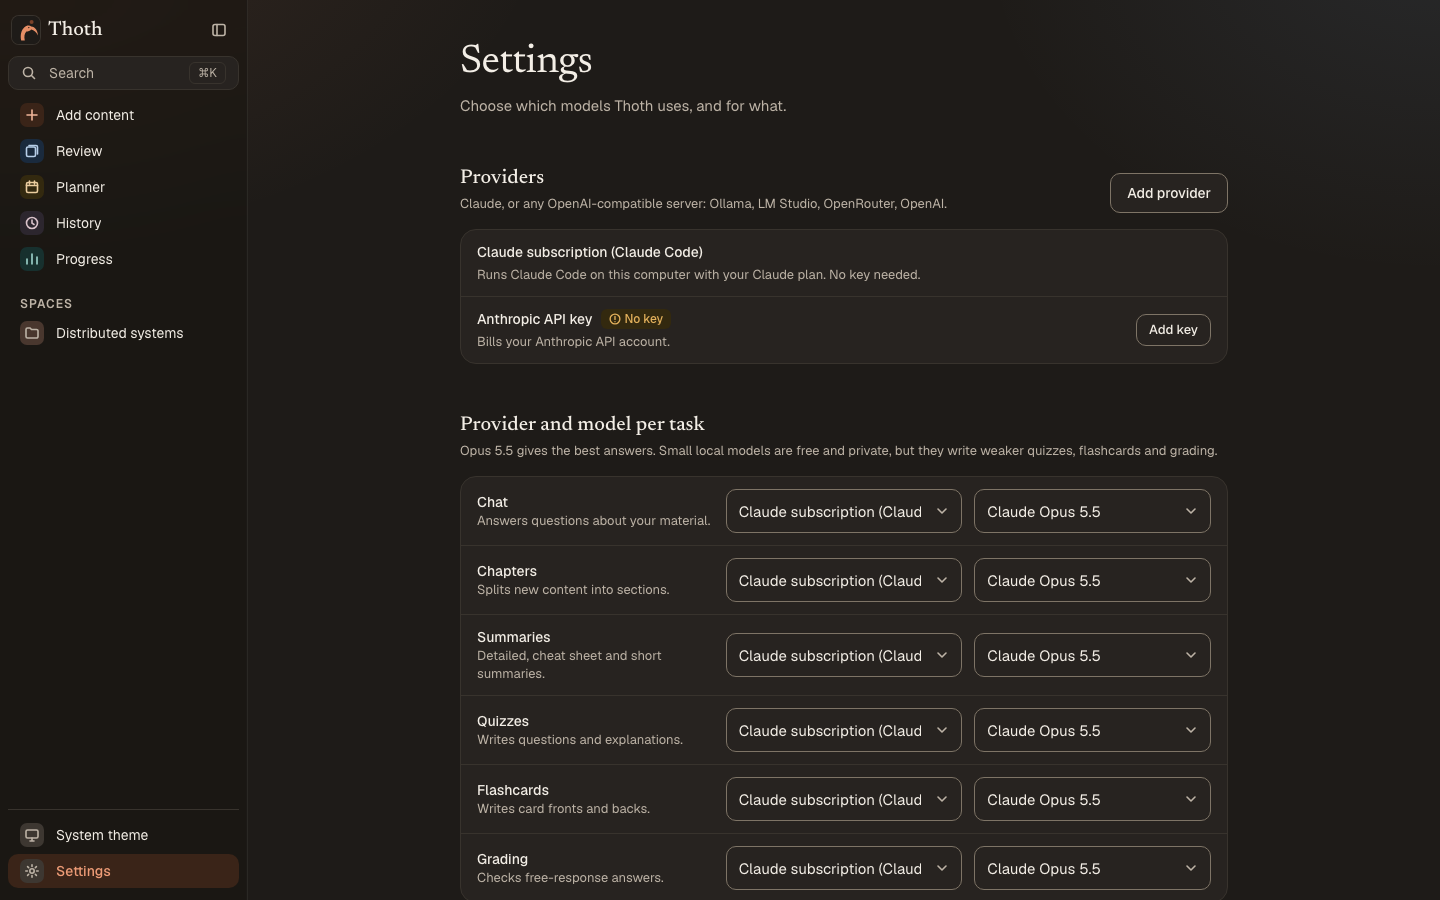 Thoth
Search ⌘K
Add content
Review
Planner
History
Progress
SPACES
Distributed systems
System theme
Settings
Settings
Choose which models Thoth uses, and for what.
Providers
Claude, or any OpenAI-compatible server: Ollama, LM Studio, OpenRouter, OpenAI.
Add provider
Claude subscription (Claude Code)
Runs Claude Code on this computer with your Claude plan. No key needed.
Anthropic API key No key
Bills your Anthropic API account.
Add key
Provider and model per task
Opus 5.5 gives the best answers. Small local models are free and private, but they write weaker quizzes, flashcards and grading.
Chat
Answers questions about your material.
Claude subscription (Claud Claude Opus 5.5
Chapters
Splits new content into sections.
Claude subscription (Claud Claude Opus 5.5
Summaries
Detailed, cheat sheet and short
summaries.
Claude subscription (Claud Claude Opus 5.5
Quizzes
Writes questions and explanations.
Claude subscription (Claud Claude Opus 5.5
Flashcards
Writes card fronts and backs.
Claude subscription (Claud Claude Opus 5.5
Grading
Checks free-response answers.
Claude subscription (Claud Claude Opus 5.5